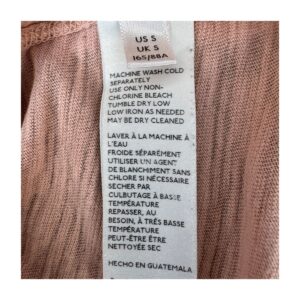 US S
UK S
165/88A
MACHINE WASH COLD
SEPARATELY
USE ONLY NON-
CHLORINE BLEACH
TUMBLE DRY LOW
LOW IRON AS NEEDED
MAY BE DRY CLEANED
LAVER À LA MACHINE À
L'EAU
FROIDE SÉPARÉMENT
UTILISER UN AGENT
DE BLANCHIMENT SANS
CHLORE SI NÉCESSAIRE
SÉCHER PAR
CULBUTAGE À BASSE
TEMPÉRATURE
REPASSER, AU
BESOIN, À TRÈS BASSE
TEMPÉRATURE
PEUT-ÊTRE ÊTRE
NETTOYÉE SEC
HECHO EN GUATEMALA